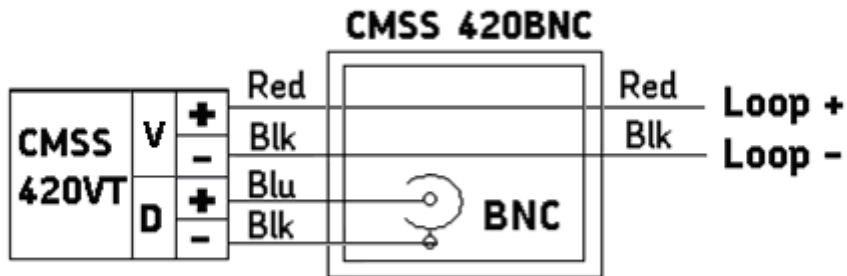 CMSS 420BNC
Red Red Loop +
CMSS V + Blk Blk Loop -
420VT - Blu
D + Blk BNC
-